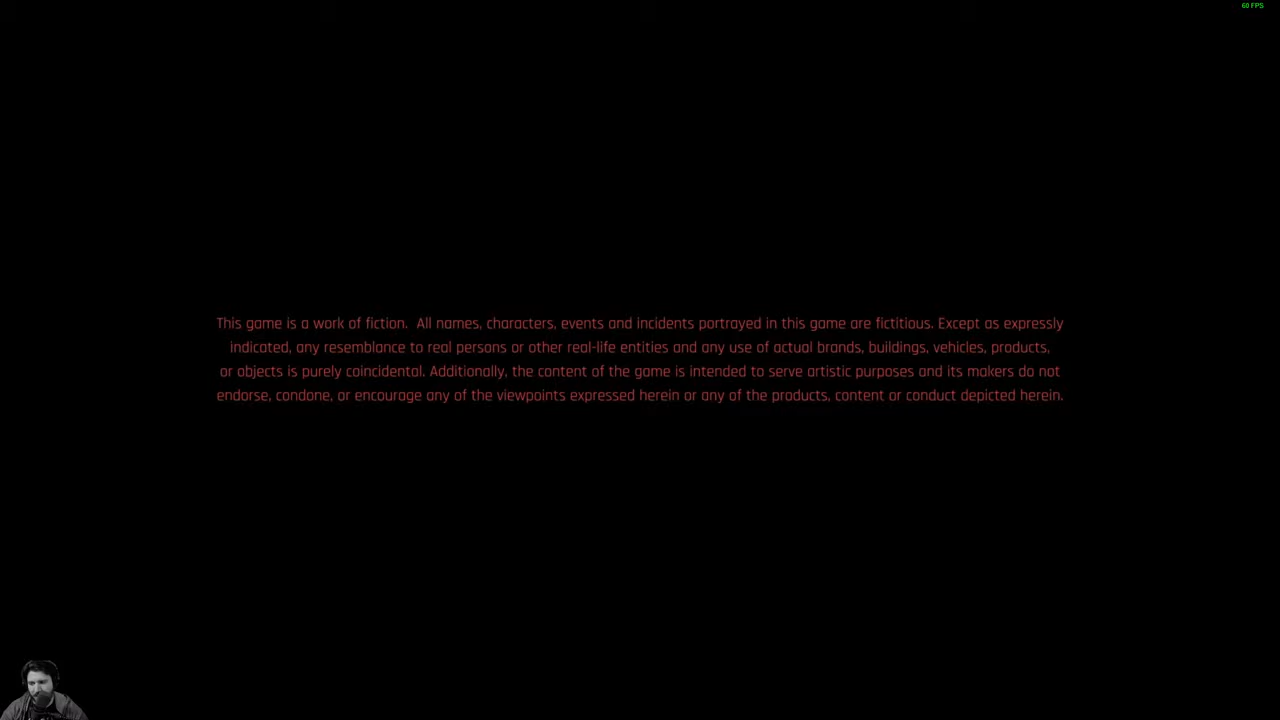 60 FPS
This game is a work of fiction.  All names, characters, events and incidents portrayed in this game are fictitious. Except as expressly
indicated, any resemblance to real persons or other real-life entities and any use of actual brands, buildings, vehicles, products,
or objects is purely coincidental. Additionally, the content of the game is intended to serve artistic purposes and its makers do not
endorse, condone, or encourage any of the viewpoints expressed herein or any of the products, content or conduct depicted herein.